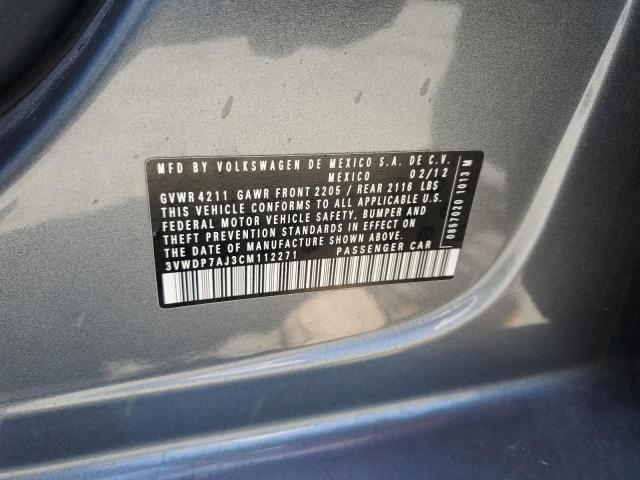 MFD BY VOLKSWAGEN DE MEXICO S.A. DE C.V.
MEXICO 02/12
GVWR 4211 GAWR FRONT 2205 / REAR 2116 LBS
THIS VEHICLE CONFORMS TO ALL APPLICABLE U.S.
FEDERAL MOTOR VEHICLE SAFETY, BUMPER AND
THEFT PREVENTION STANDARDS IN EFFECT ON
THE DATE OF MANUFACTURE SHOWN ABOVE.
3VWDP7AJ3CM112271 PASSENGER CAR
0857020 1013 M